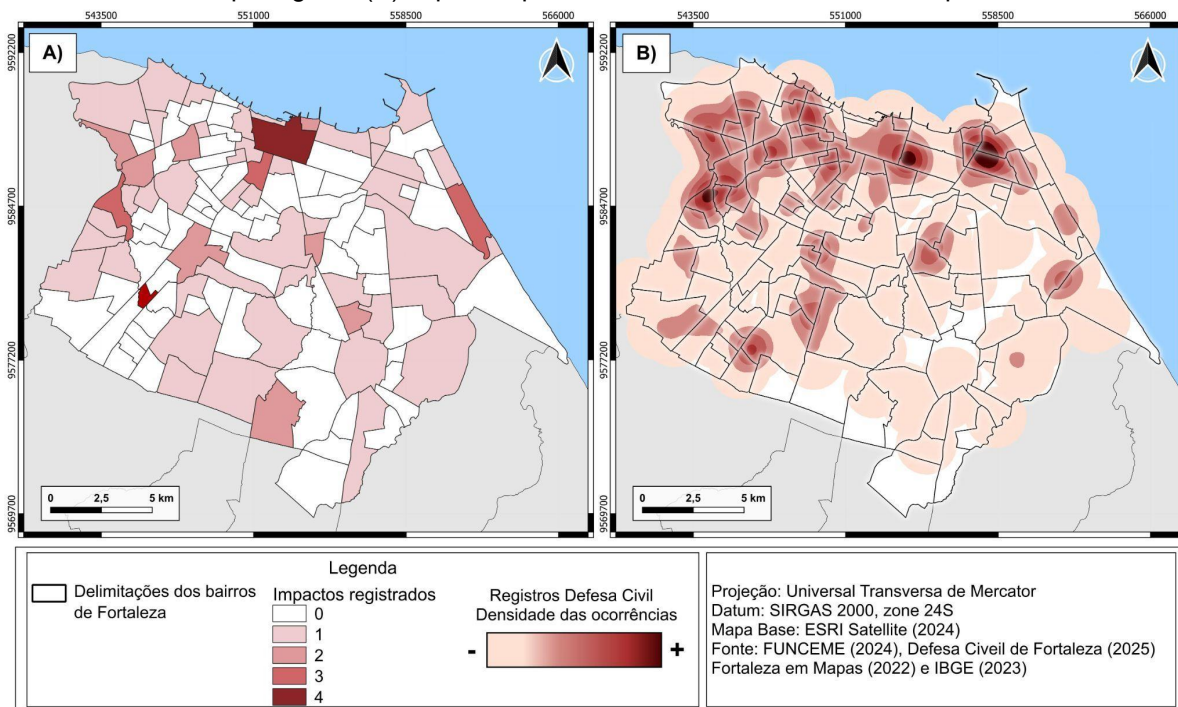 543500 551000 558500 566000
543500 551000 558500 566000
A)
B)
9592200
9584700
9577200
9569700
9592200
9584700
9577200
9569700
0 2,5 5 km
0 2,5 5 km
Legenda
Delimitações dos bairros
de Fortaleza
Impactos registrados
0
1
2
3
4
Registros Defesa Civil
Densidade das ocorrências
- +
Projeção: Universal Transversa de Mercator
Datum: SIRGAS 2000, zone 24S
Mapa Base: ESRI Satellite (2024)
Fonte: FUNCEME (2024), Defesa Civeil de Fortaleza (2025)
Fortaleza em Mapas (2022) e IBGE (2023)